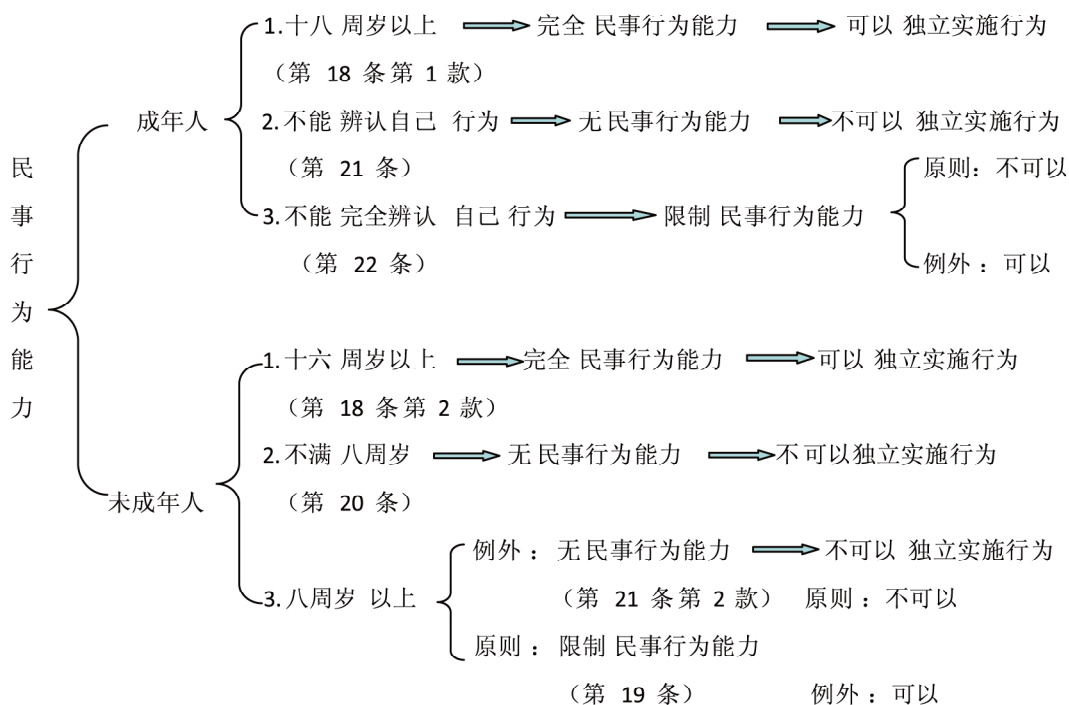 民事行为能力
成年人
1.十八 周岁以上 完全 民事行为能力 可以 独立实施行为
（第 18 条第 1 款）
2.不能 辨认自己 行为 无民事行为能力 不可以 独立实施行为
（第 21 条）
3.不能 完全辨认 自己 行为 限制 民事行为能力
（第 22 条）
原则：不可以
例外 ：可以
未成年人
1.十六 周岁以上 完全 民事行为能力 可以 独立实施行为
（第 18 条第 2 款）
2.不满 八周岁 无民事行为能力 不可以独立实施行为
（第 20 条）
3.八周岁 以上
例外 ： 无民事行为能力 不可以 独立实施行为
（第 21 条第 2 款） 原则 ：不可以
原则 ： 限制 民事行为能力
（第 19 条） 例外 ：可以